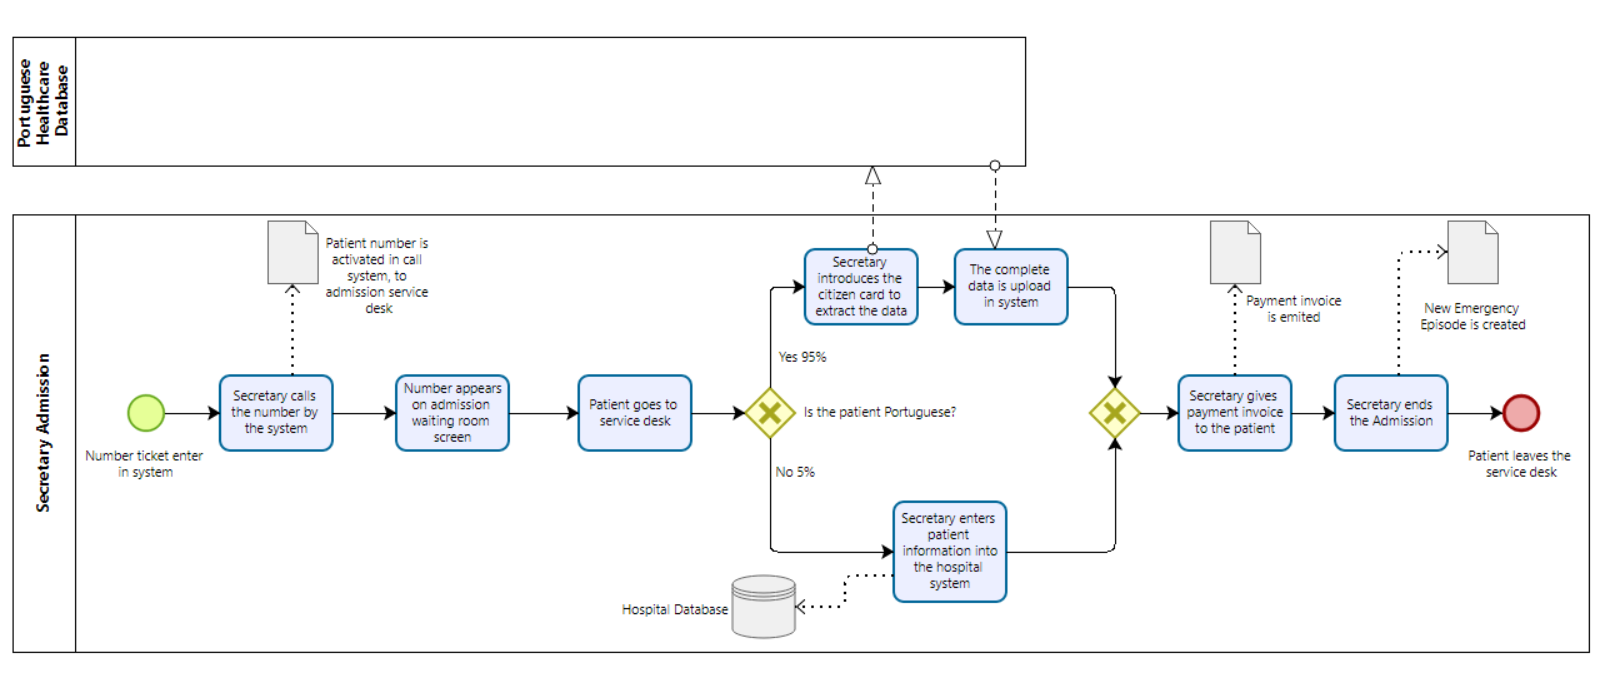 Portuguese
Healthcare
Database
Secretary Admission
Patient number is
activated in call
system, to
admission service
desk
Secretary
introduces the
citizen card to
extract the data
The complete
data is upload
in system
Payment invoice
is emited
New Emergency
Episode is created
Yes 95%
Number ticket enter
in system
Secretary calls
the number by
the system
Number appears
on admission
waiting room
screen
Patient goes to
service desk
Is the patient Portuguese?
Secretary gives
payment invoice
to the patient
Secretary ends
the Admission
Patient leaves the
service desk
No 5%
Secretary enters
patient
information into
the hospital
system
Hospital Database